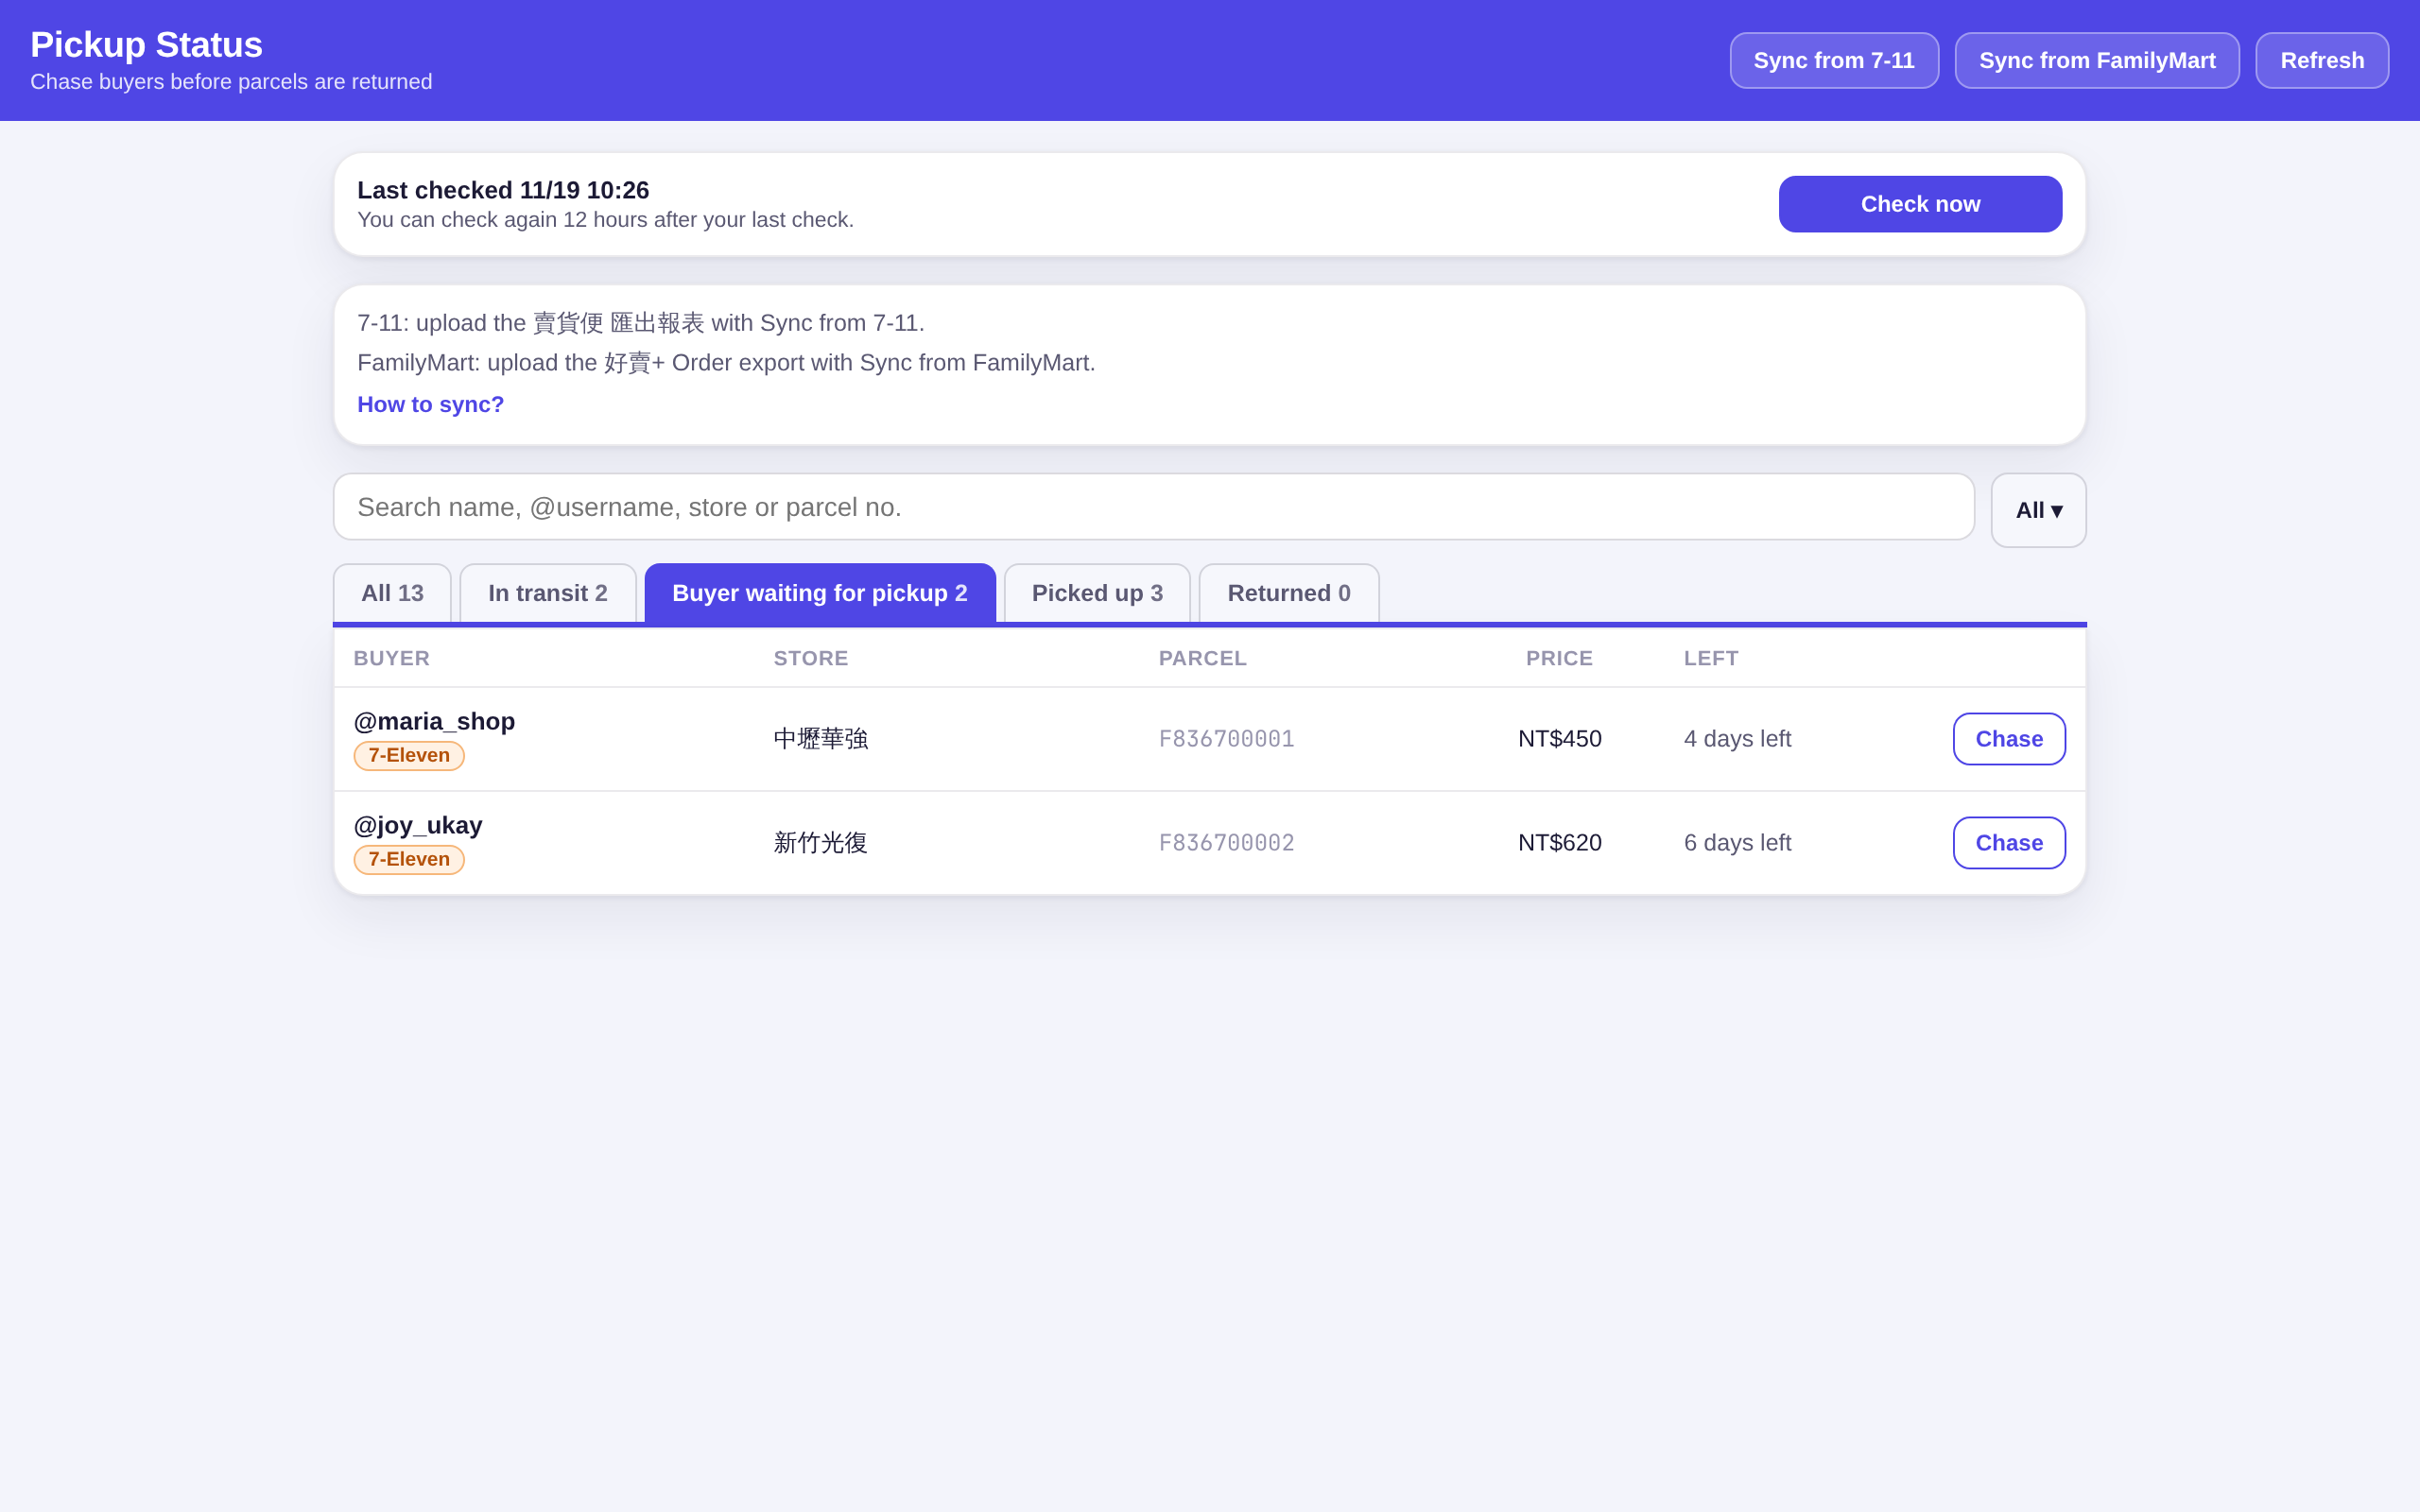 Pickup Status
Chase buyers before parcels are returned
Sync from 7-11
Sync from FamilyMart
Refresh
Last checked 11/19 10:26
You can check again 12 hours after your last check.
Check now
7-11: upload the 賣貨便 匯出報表 with Sync from 7-11.
FamilyMart: upload the 好賣+ Order export with Sync from FamilyMart.
How to sync?
Search name, @username, store or parcel no.
All ▾
All 13
In transit 2
Buyer waiting for pickup 2
Picked up 3
Returned 0
BUYER STORE PARCEL PRICE LEFT
@maria_shop
7-Eleven
中壢華強
F836700001
NT$450
4 days left
Chase
@joy_ukay
7-Eleven
新竹光復
F836700002
NT$620
6 days left
Chase